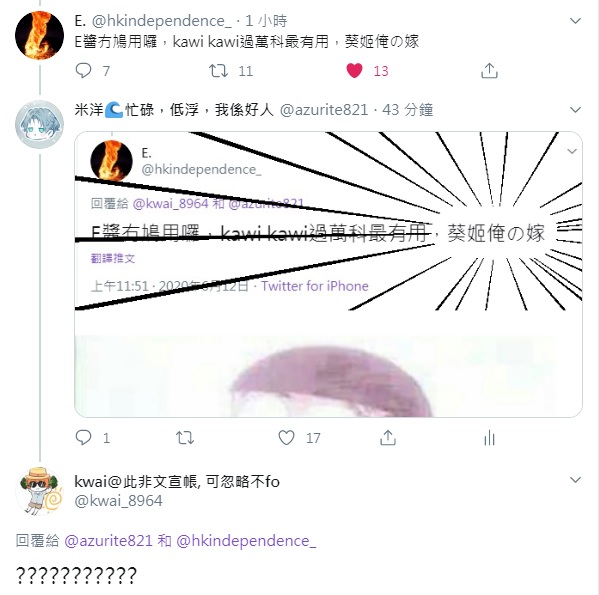 E. @hkindependence_ · 1 小時
E醬冇鳩用囉，kawi kawi過萬科最有用，葵姬俺の嫁
7 11 13
米洋🌊忙碌，低浮，我係好人 @azurite821 · 43 分鐘
E.
@hkindependence_
回覆給 @kwai_8964 和 @azurite821
E醬冇鳩用囉，kawi kawi過萬科最有用，葵姬俺の嫁
翻譯推文
上午11:51 · 2020年6月12日 · Twitter for iPhone
1 17
kwai@此非文宣帳, 可忽略不fo
@kwai_8964
回覆給 @azurite821 和 @hkindependence_
???????????